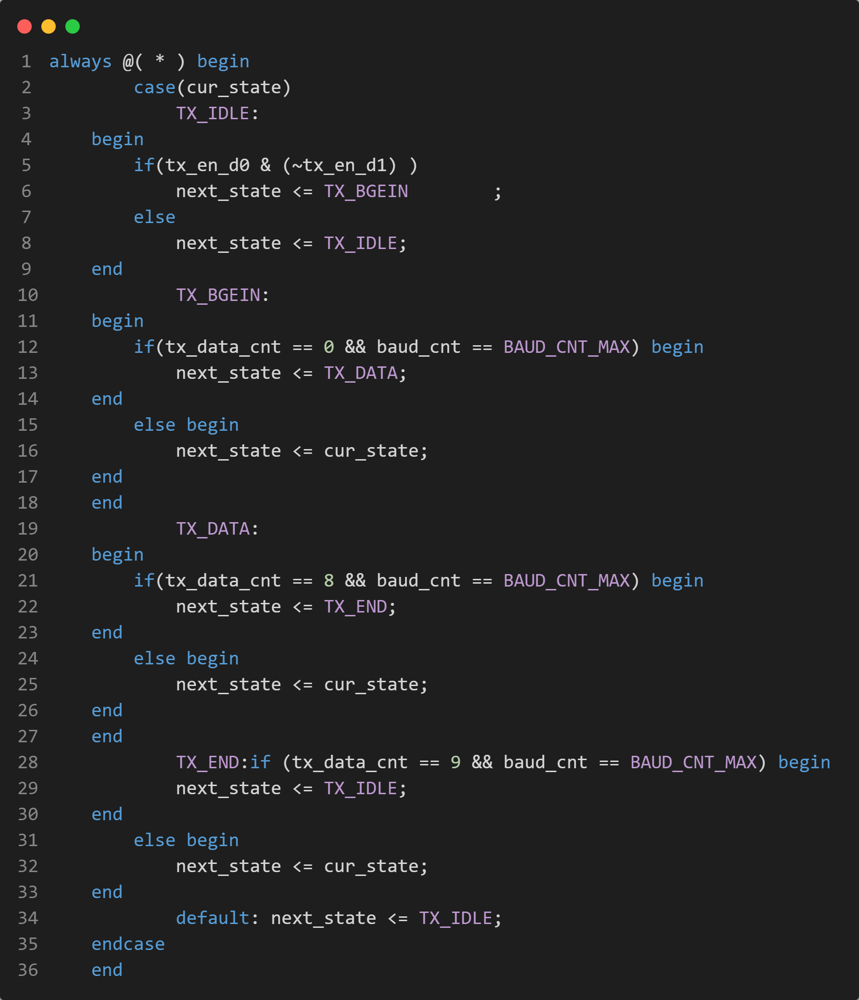 1 always @( * ) begin
2         case(cur_state)
3             TX_IDLE:
4     begin
5         if(tx_en_d0 & (~tx_en_d1) )
6             next_state <= TX_BGEIN        ;
7         else
8             next_state <= TX_IDLE;
9     end
10             TX_BGEIN:
11     begin
12         if(tx_data_cnt == 0 && baud_cnt == BAUD_CNT_MAX) begin
13             next_state <= TX_DATA;
14     end
15         else begin
16             next_state <= cur_state;
17     end
18     end
19             TX_DATA:
20     begin
21         if(tx_data_cnt == 8 && baud_cnt == BAUD_CNT_MAX) begin
22             next_state <= TX_END;
23     end
24         else begin
25             next_state <= cur_state;
26     end
27     end
28             TX_END:if (tx_data_cnt == 9 && baud_cnt == BAUD_CNT_MAX) begin
29             next_state <= TX_IDLE;
30     end
31         else begin
32             next_state <= cur_state;
33     end
34             default: next_state <= TX_IDLE;
35     endcase
36     end